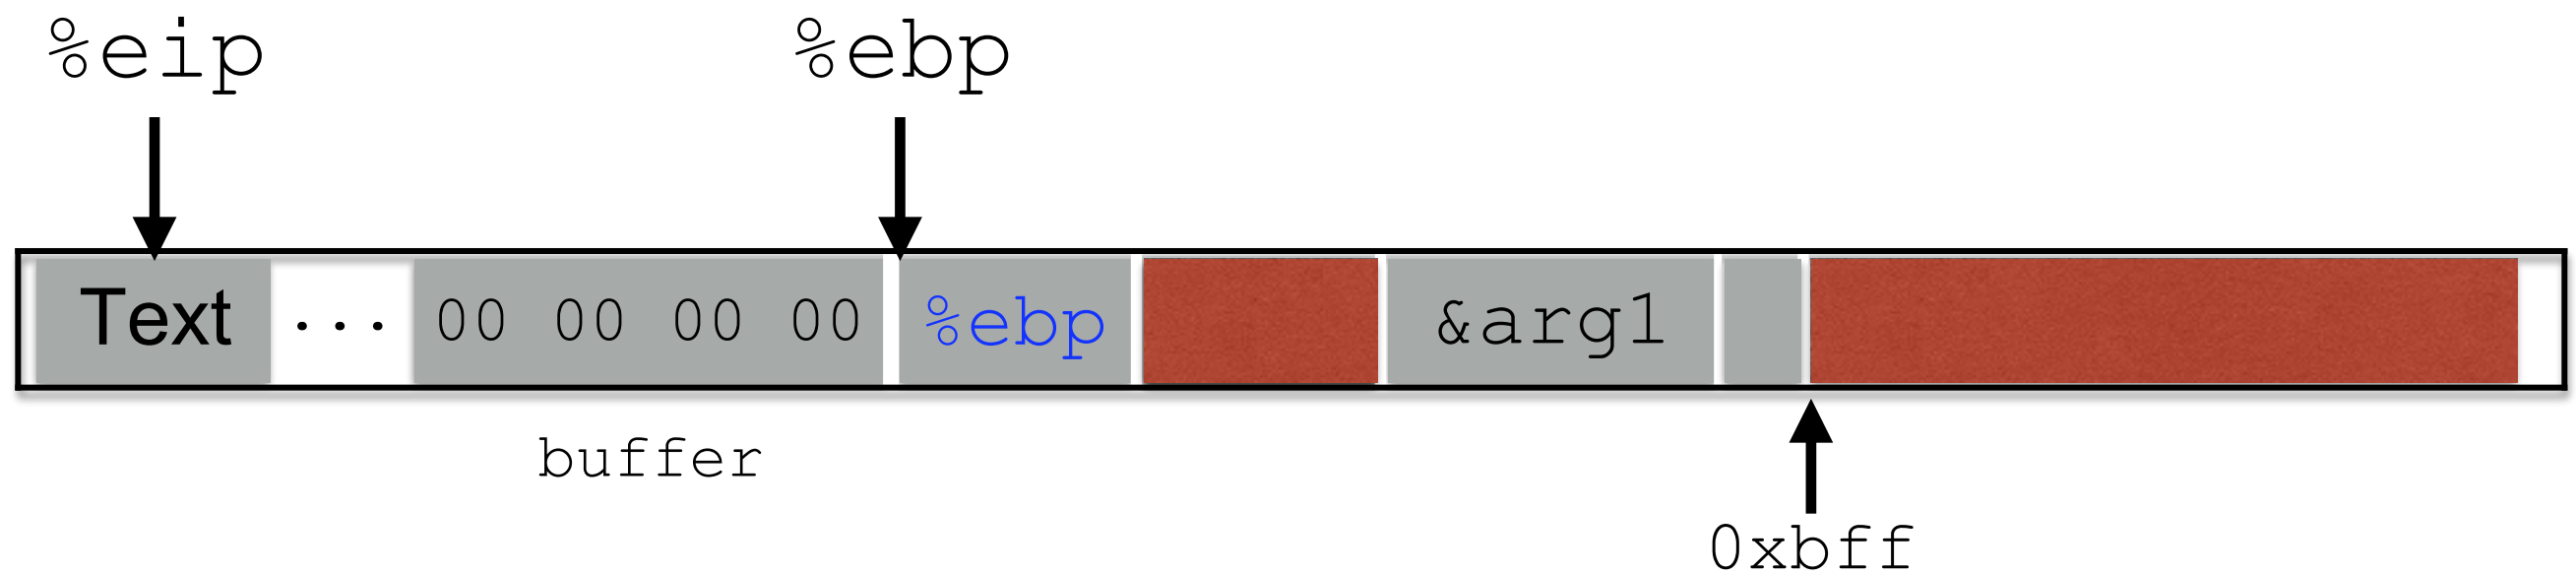 %eip %ebp
Text ... 00 00 00 00 %ebp &arg1
buffer
0xbff